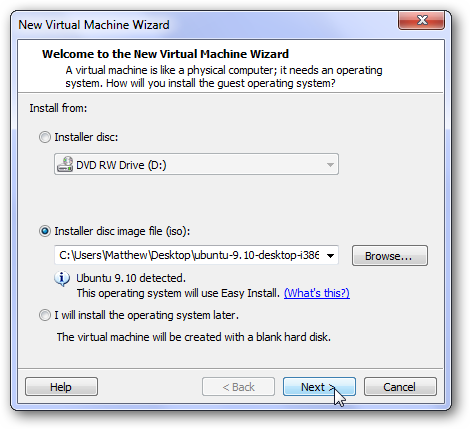 New Virtual Machine Wizard
Welcome to the New Virtual Machine Wizard
A virtual machine is like a physical computer; it needs an operating
system. How will you install the guest operating system?
Install from:
Installer disc:
DVD RW Drive (D:)
Installer disc image file (iso):
C:\Users\Matthew\Desktop\ubuntu-9.10-desktop-i386
Browse...
Ubuntu 9.10 detected.
This operating system will use Easy Install. (What's this?)
I will install the operating system later.
The virtual machine will be created with a blank hard disk.
Help < Back Next > Cancel